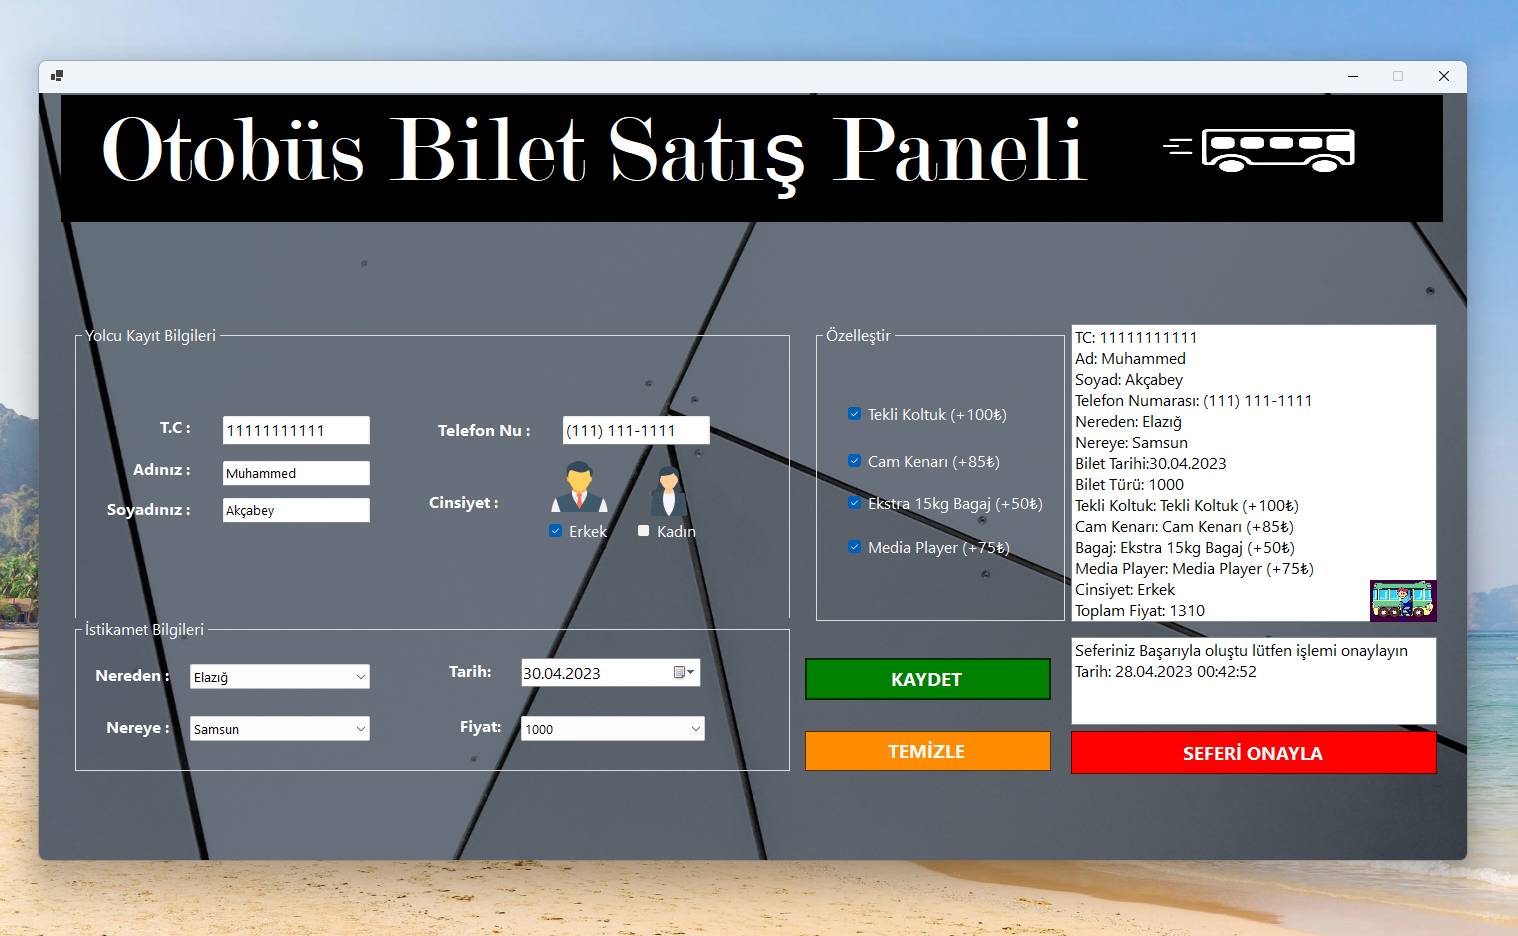 Otobüs Bilet Satış Paneli
Yolcu Kayıt Bilgileri
T.C : 11111111111
Adınız : Muhammed
Soyadınız : Akçabey
Telefon Nu : (111) 111-1111
Cinsiyet :
Erkek Kadın
İstikamet Bilgileri
Nereden : Elazığ
Nereye : Samsun
Tarih: 30.04.2023
Fiyat: 1000
Özelleştir
Tekli Koltuk (+100₺)
Cam Kenarı (+85₺)
Ekstra 15kg Bagaj (+50₺)
Media Player (+75₺)
KAYDET
TEMİZLE
TC: 11111111111
Ad: Muhammed
Soyad: Akçabey
Telefon Numarası: (111) 111-1111
Nereden: Elazığ
Nereye: Samsun
Bilet Tarihi:30.04.2023
Bilet Türü: 1000
Tekli Koltuk: Tekli Koltuk (+100₺)
Cam Kenarı: Cam Kenarı (+85₺)
Bagaj: Ekstra 15kg Bagaj (+50₺)
Media Player: Media Player (+75₺)
Cinsiyet: Erkek
Toplam Fiyat: 1310
Seferiniz Başarıyla oluştu lütfen işlemi onaylayın
Tarih: 28.04.2023 00:42:52
SEFERİ ONAYLA